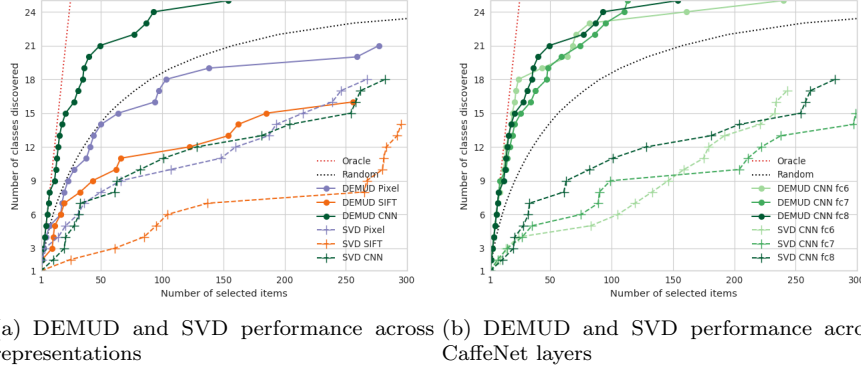 24
21
18
15
12
9
6
3
1
Number of classes discovered
Oracle
Random
DEMUD Pixel
DEMUD SIFT
DEMUD CNN
SVD Pixel
SVD SIFT
SVD CNN
1 50 100 150 200 250 300
Number of selected items
24
21
18
15
12
9
6
3
1
Number of classes discovered
Oracle
Random
DEMUD CNN fc6
DEMUD CNN fc7
DEMUD CNN fc8
SVD CNN fc6
SVD CNN fc7
SVD CNN fc8
1 50 100 150 200 250 300
Number of selected items
(a) DEMUD and SVD performance across
representations
(b) DEMUD and SVD performance acro
CaffeNet layers